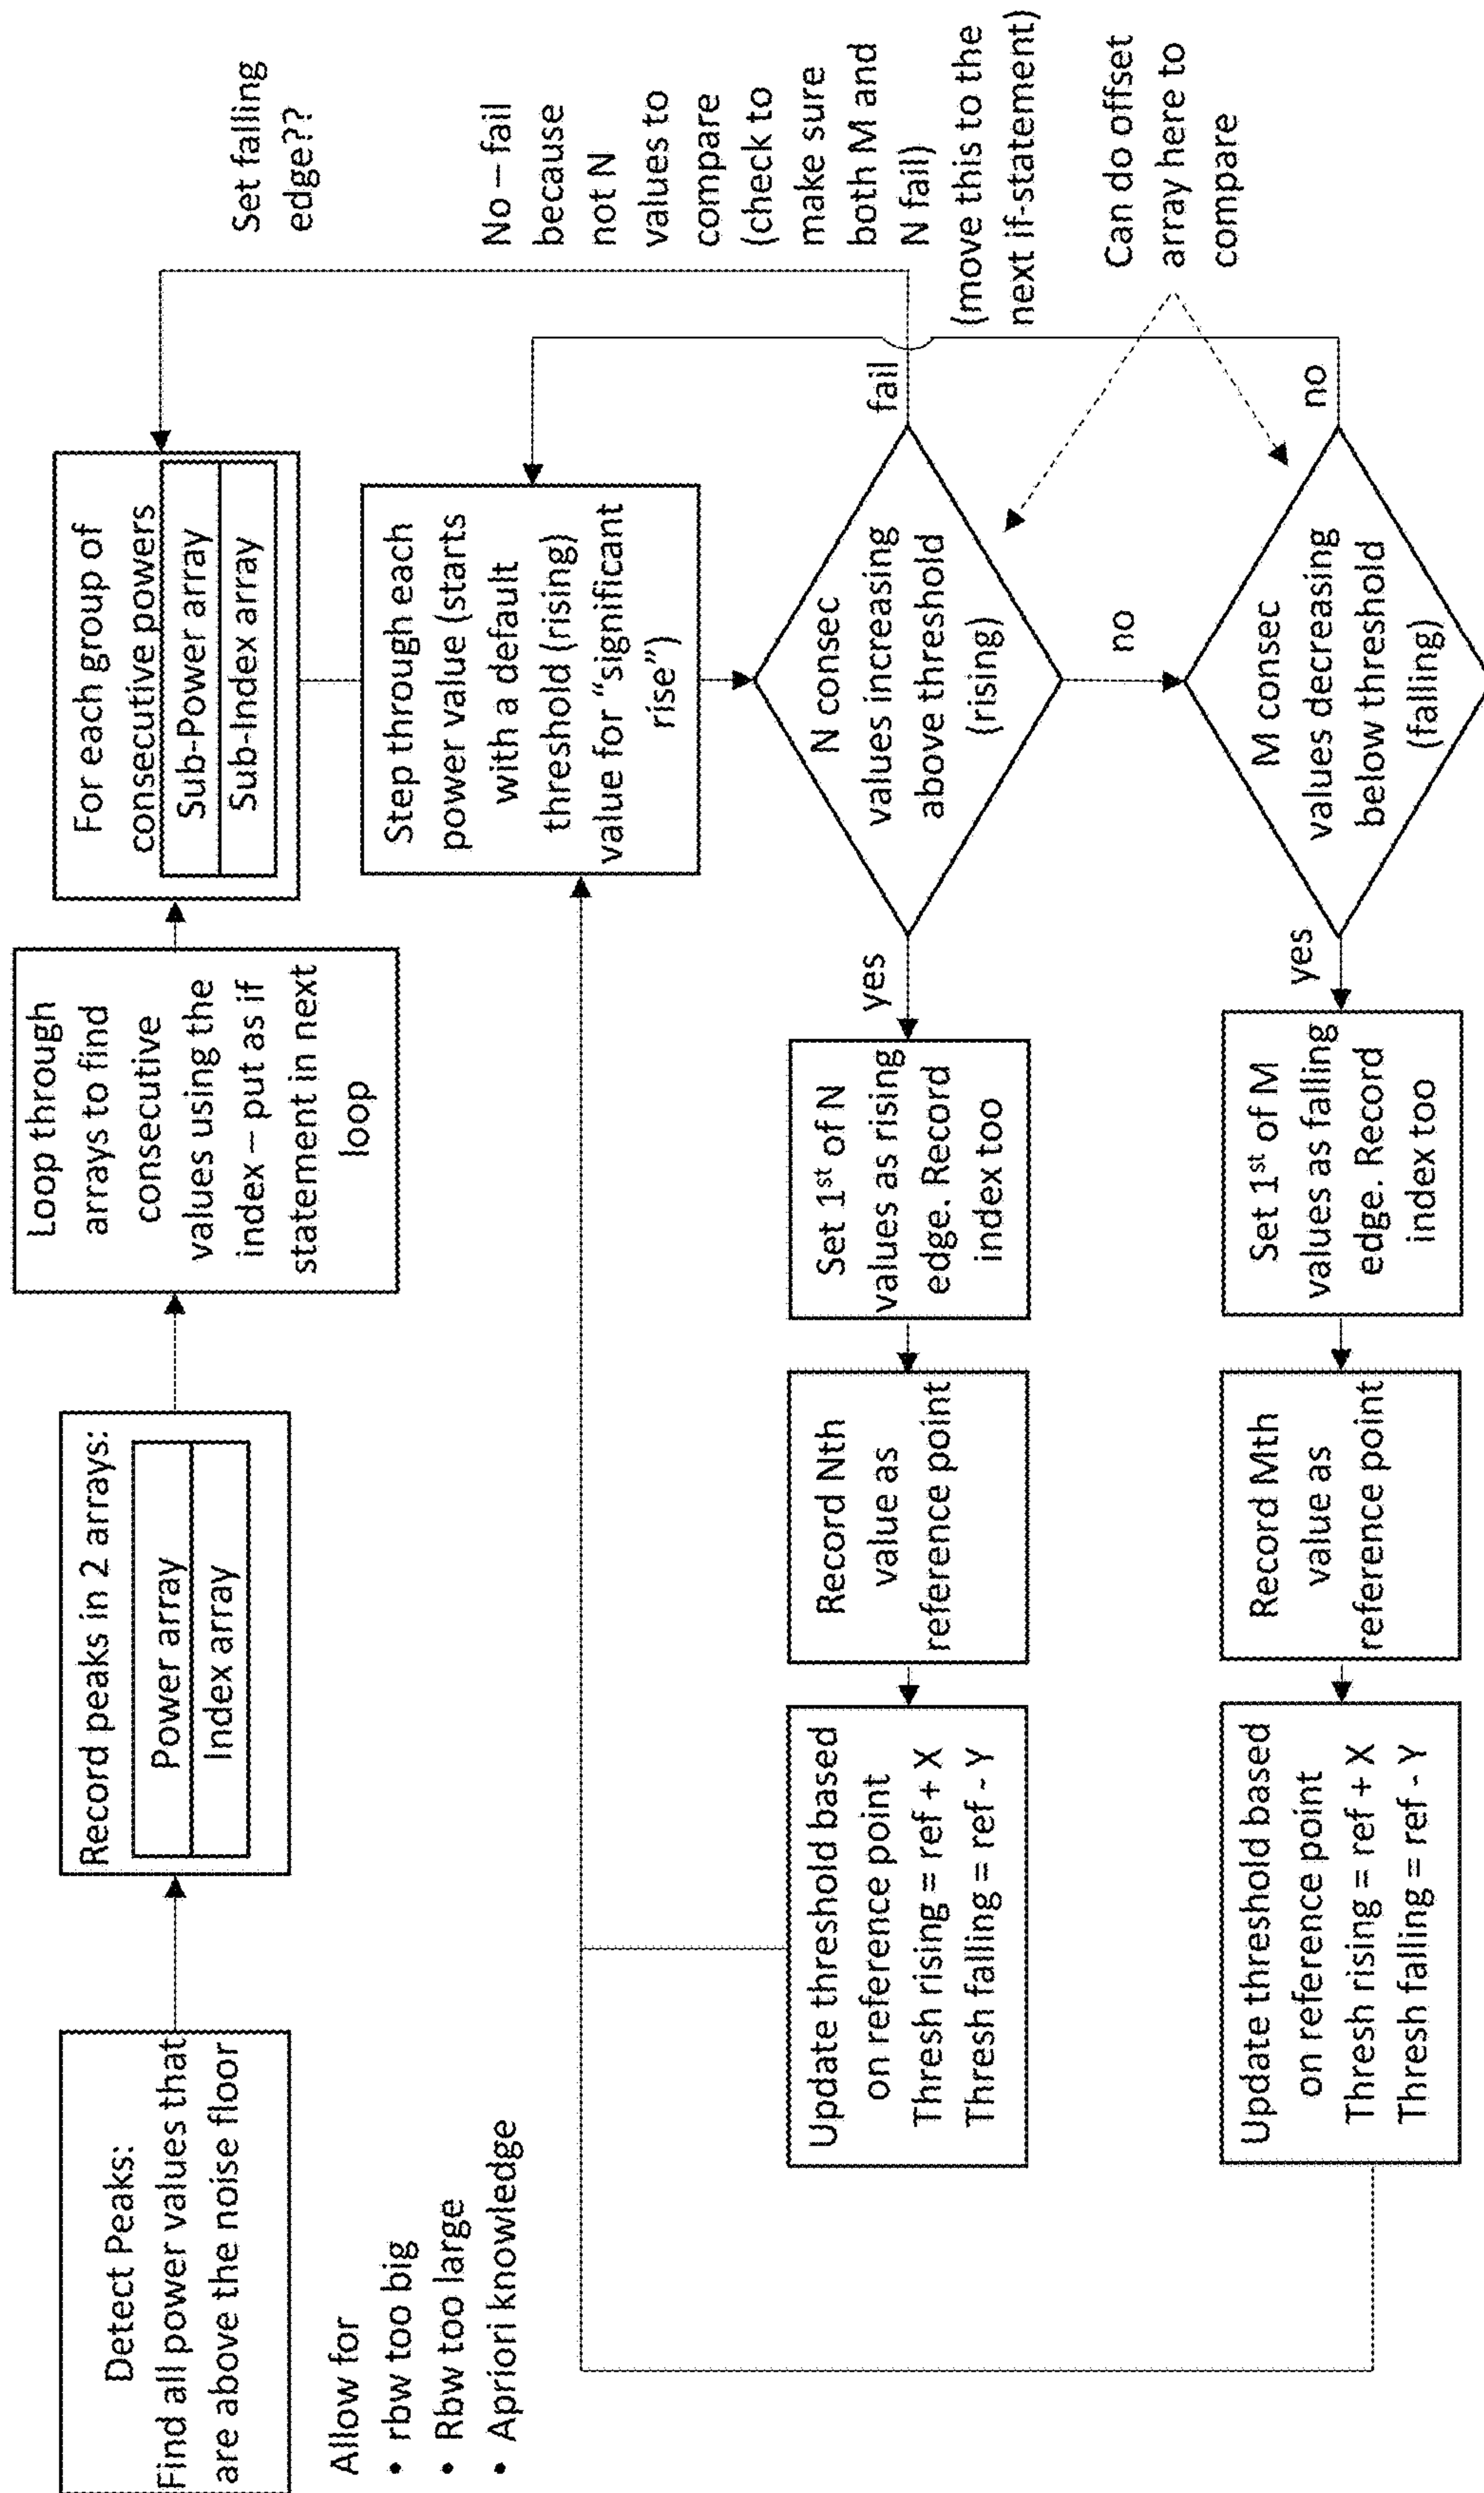 Detect Peaks:
Find all power values that
are above the noise floor
Allow for
• rbw too big
• Rbw too large
• Apriori knowledge
Record peaks in 2 arrays:
Power array
Index array
Loop through
arrays to find
consecutive
values using the
index – put as if
statement in next
loop
For each group of
consecutive powers
Sub-Power array
Sub-Index array
Set falling
edge??
Step through each
power value (starts
with a default
threshold (rising)
value for “significant
rise”)
No – fail
because
not N
values to
compare
(check to
make sure
both M and
N fail)
(move this to the
next if-statement)
N consec
values increasing
above threshold
(rising)
fail
yes
no
Can do offset
array here to
compare
Set 1st of N
values as rising
edge. Record
index too
Record Nth
value as
reference point
Update threshold based
on reference point
Thresh rising = ref + X
Thresh falling = ref - Y
M consec
values decreasing
below threshold
(falling)
no
yes
Set 1st of M
values as falling
edge. Record
index too
Record Mth
value as
reference point
Update threshold based
on reference point
Thresh rising = ref + X
Thresh falling = ref - Y